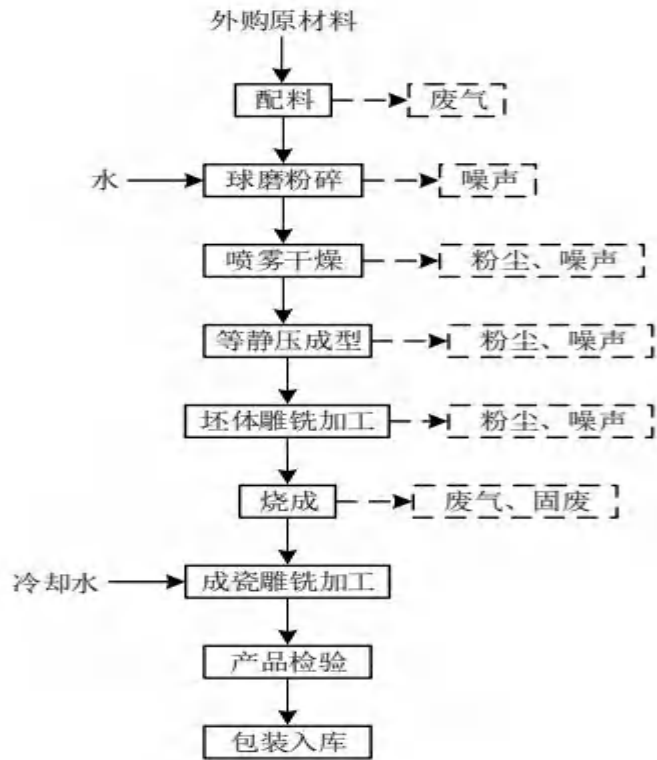 外购原材料
配料
废气
水
球磨粉碎
噪声
喷雾干燥
粉尘、噪声
等静压成型
粉尘、噪声
坯体雕铣加工
粉尘、噪声
烧成
废气、固废
冷却水
成瓷雕铣加工
产品检验
包装入库